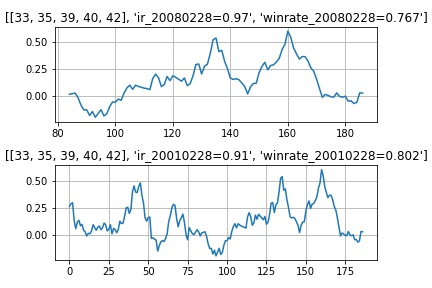 [[33, 35, 39, 40, 42], 'ir_20080228=0.97', 'winrate_20080228=0.767']
0.50
0.25
0.00
80 100 120 140 160 180
[[33, 35, 39, 40, 42], 'ir_20010228=0.91', 'winrate_20010228=0.802']
0.50
0.25
0.00
0 25 50 75 100 125 150 175